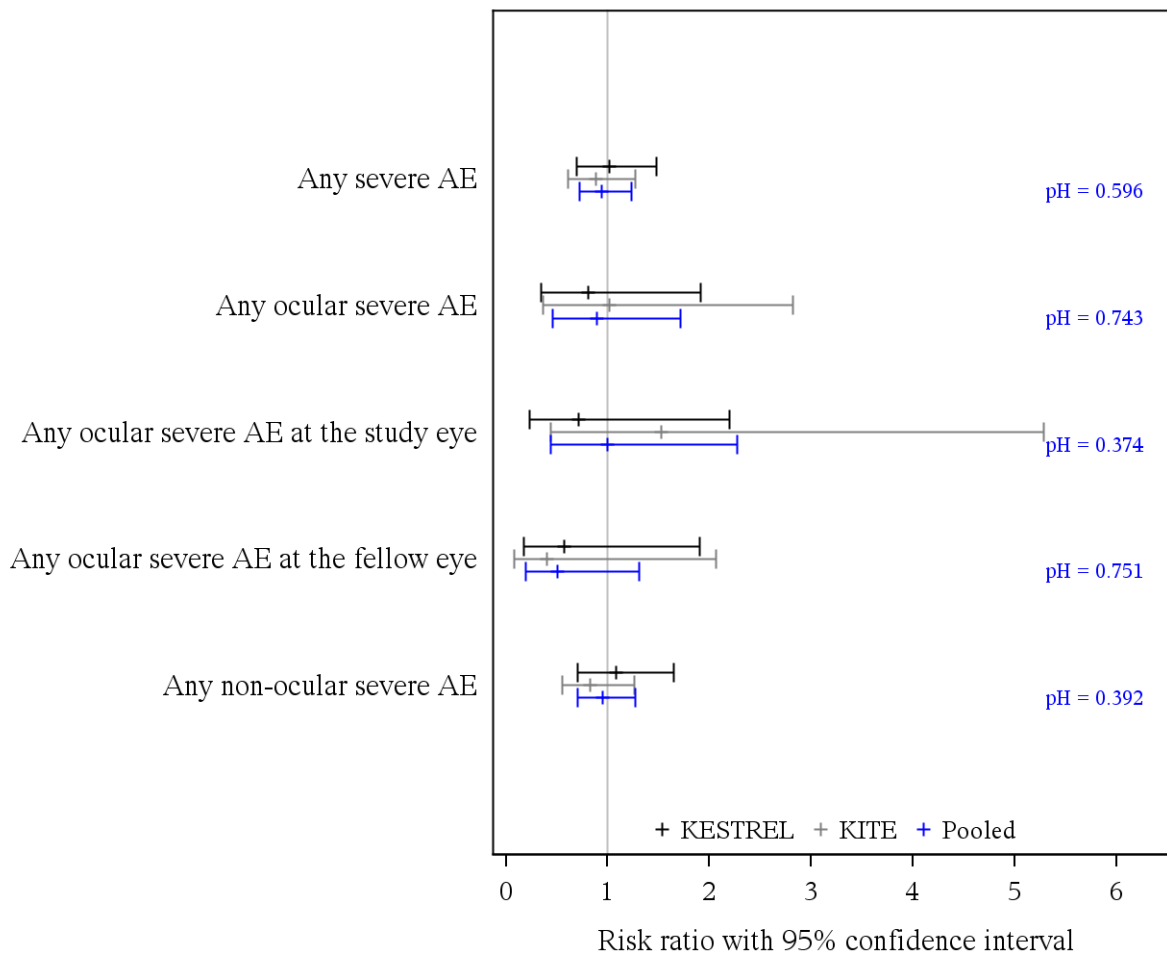 Any severe AE
pH = 0.596
Any ocular severe AE
pH = 0.743
Any ocular severe AE at the study eye
pH = 0.374
Any ocular severe AE at the fellow eye
pH = 0.751
Any non-ocular severe AE
pH = 0.392
KESTREL KITE Pooled
0 1 2 3 4 5 6
Risk ratio with 95% confidence interval